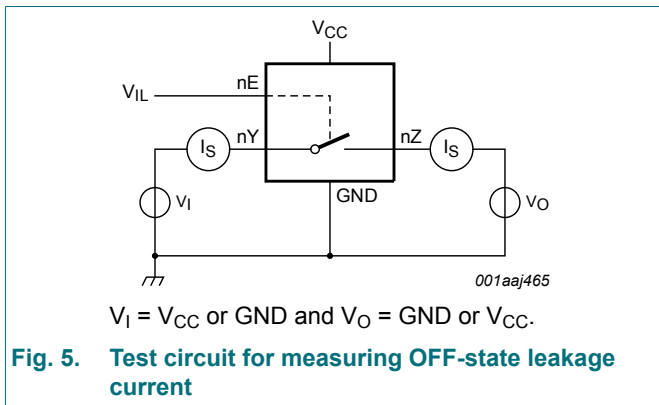 VCC
nE
VIL
nY
nZ
IS
IS
GND
VI
VO
001aaj465
VI = VCC or GND and VO = GND or VCC.
Fig. 5. Test circuit for measuring OFF-state leakage
current